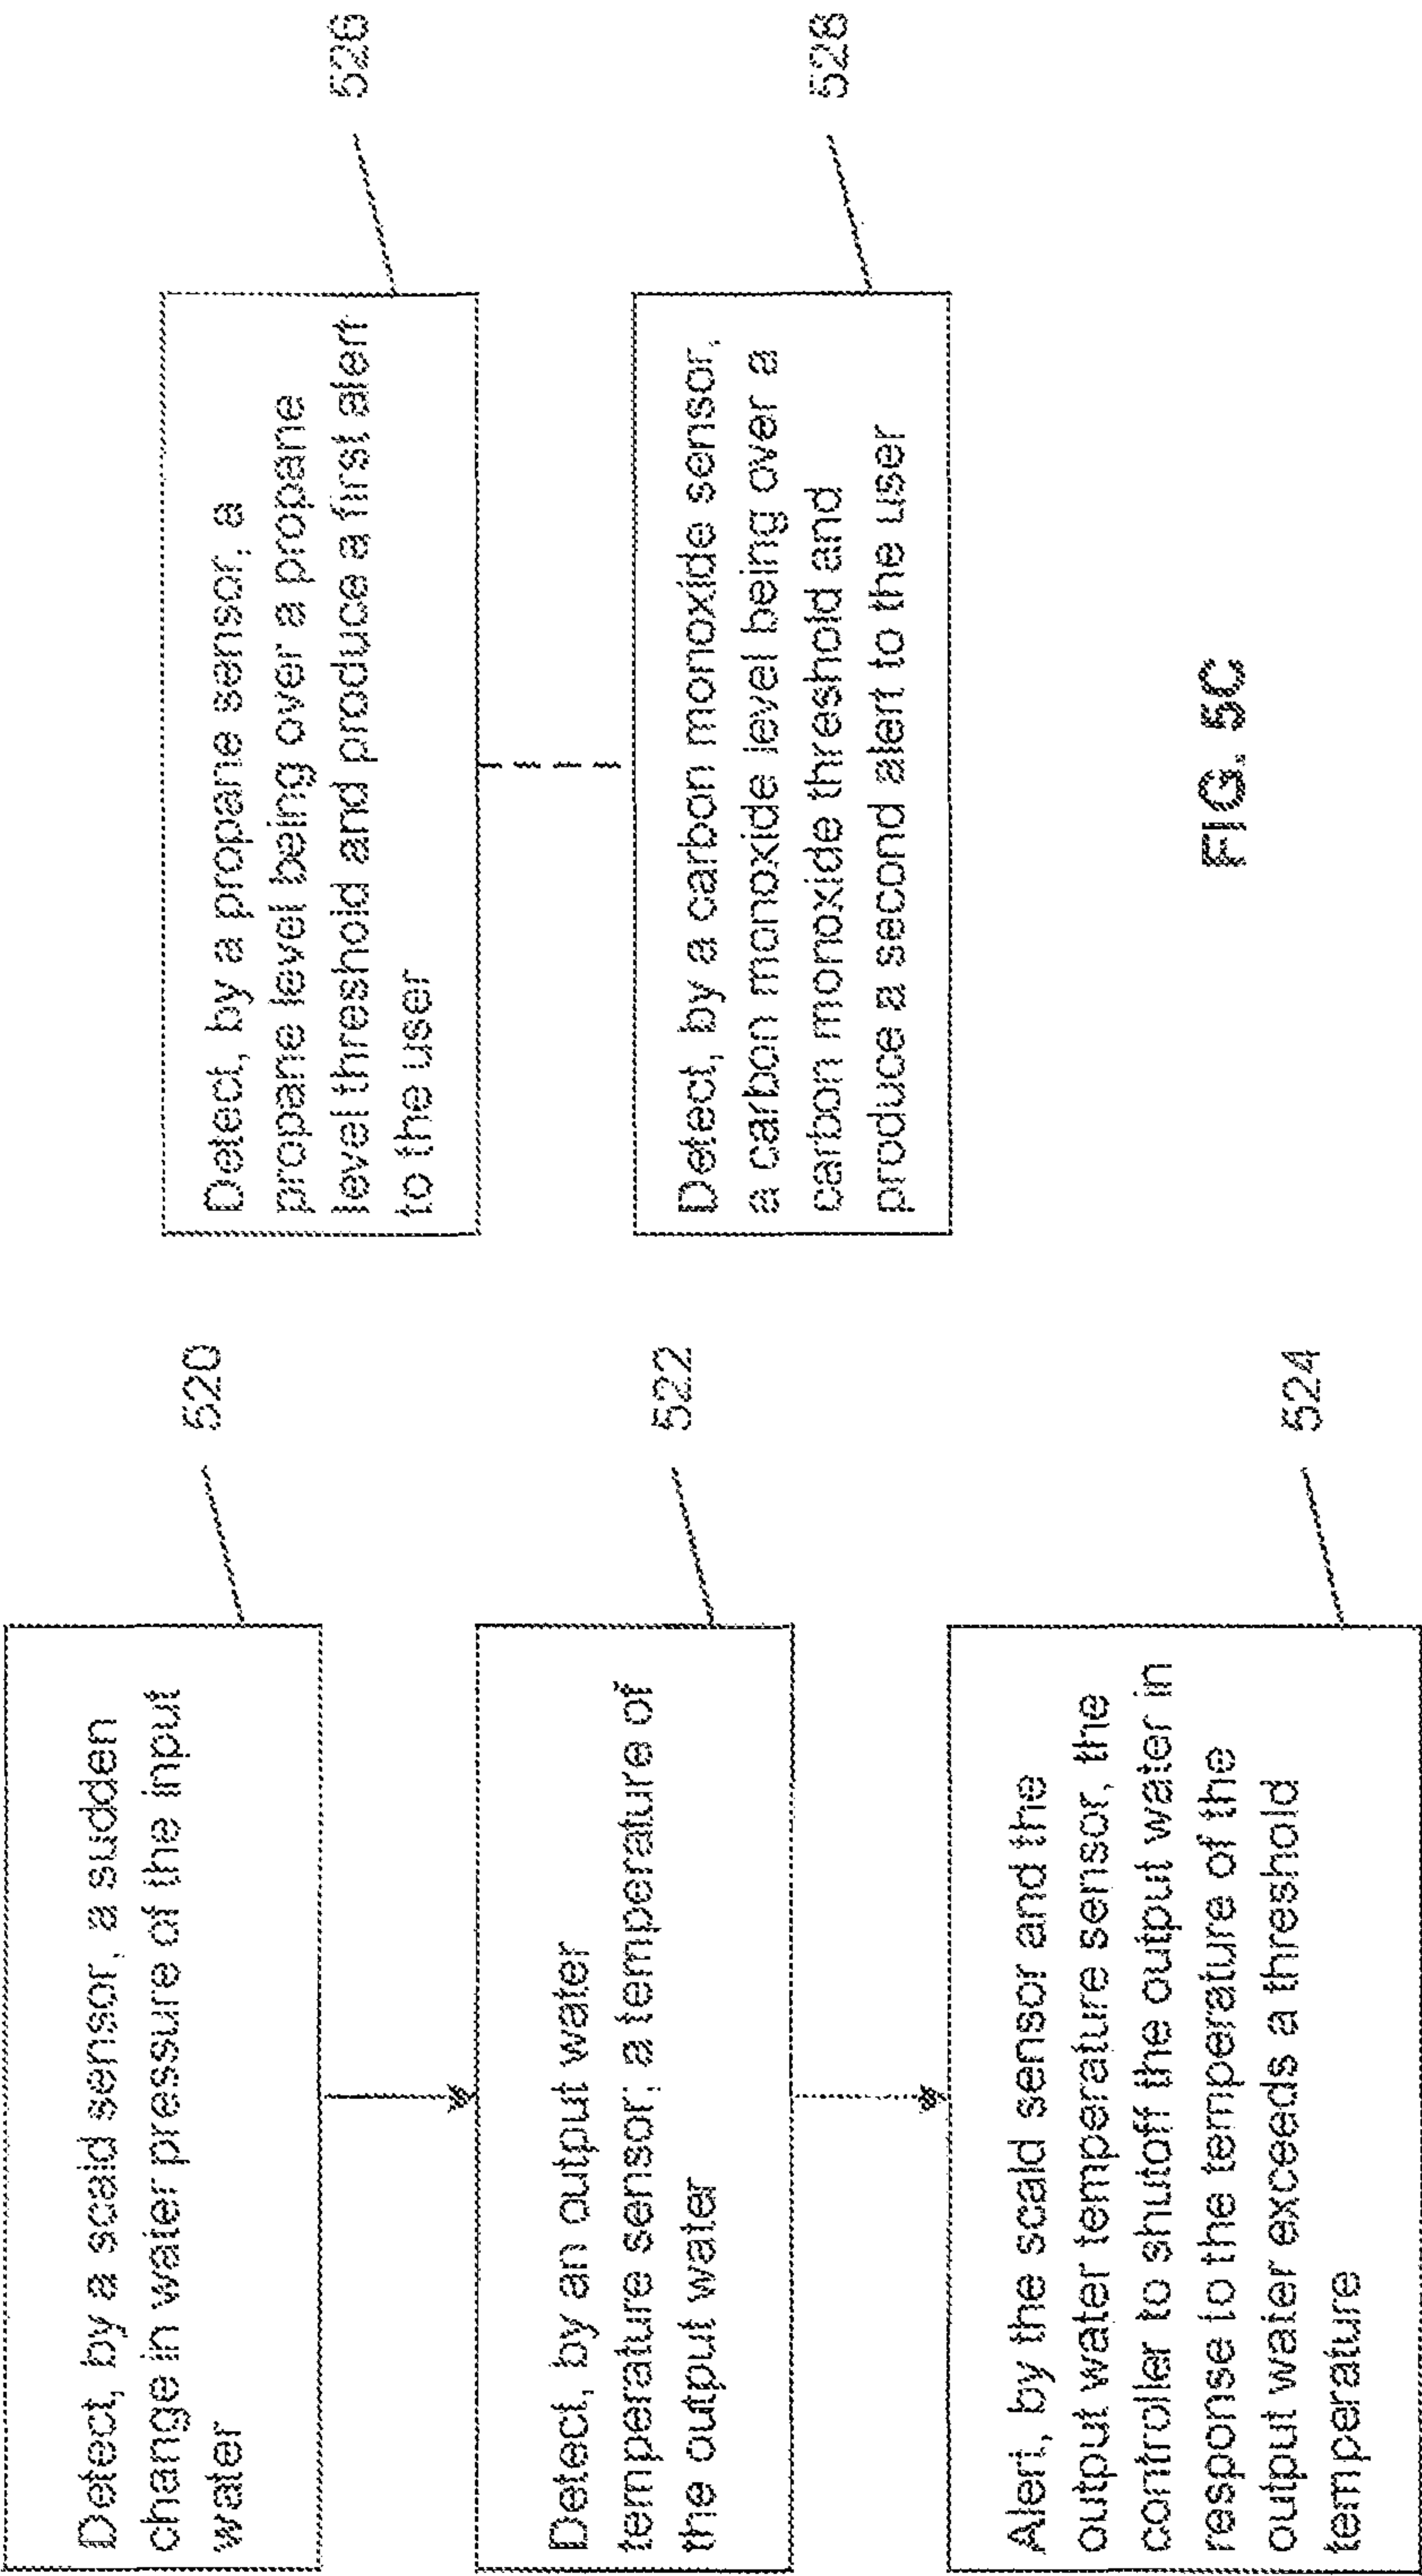 Detect, by a scald sensor, a sudden
change in water pressure of the input
water
520
Detect, by an output water
temperature sensor, a temperature of
the output water
522
Alert, by the scald sensor and the
output water temperature sensor, the
controller to shutoff the output water in
response to the temperature of the
output water exceeds a threshold
temperature
524
Detect, by a propane sensor, a
propane level being over a propane
level threshold and produce a first alert
to the user
526
Detect, by a carbon monoxide sensor,
a carbon monoxide level being over a
carbon monoxide threshold and
produce a second alert to the user
528
FIG. 5C